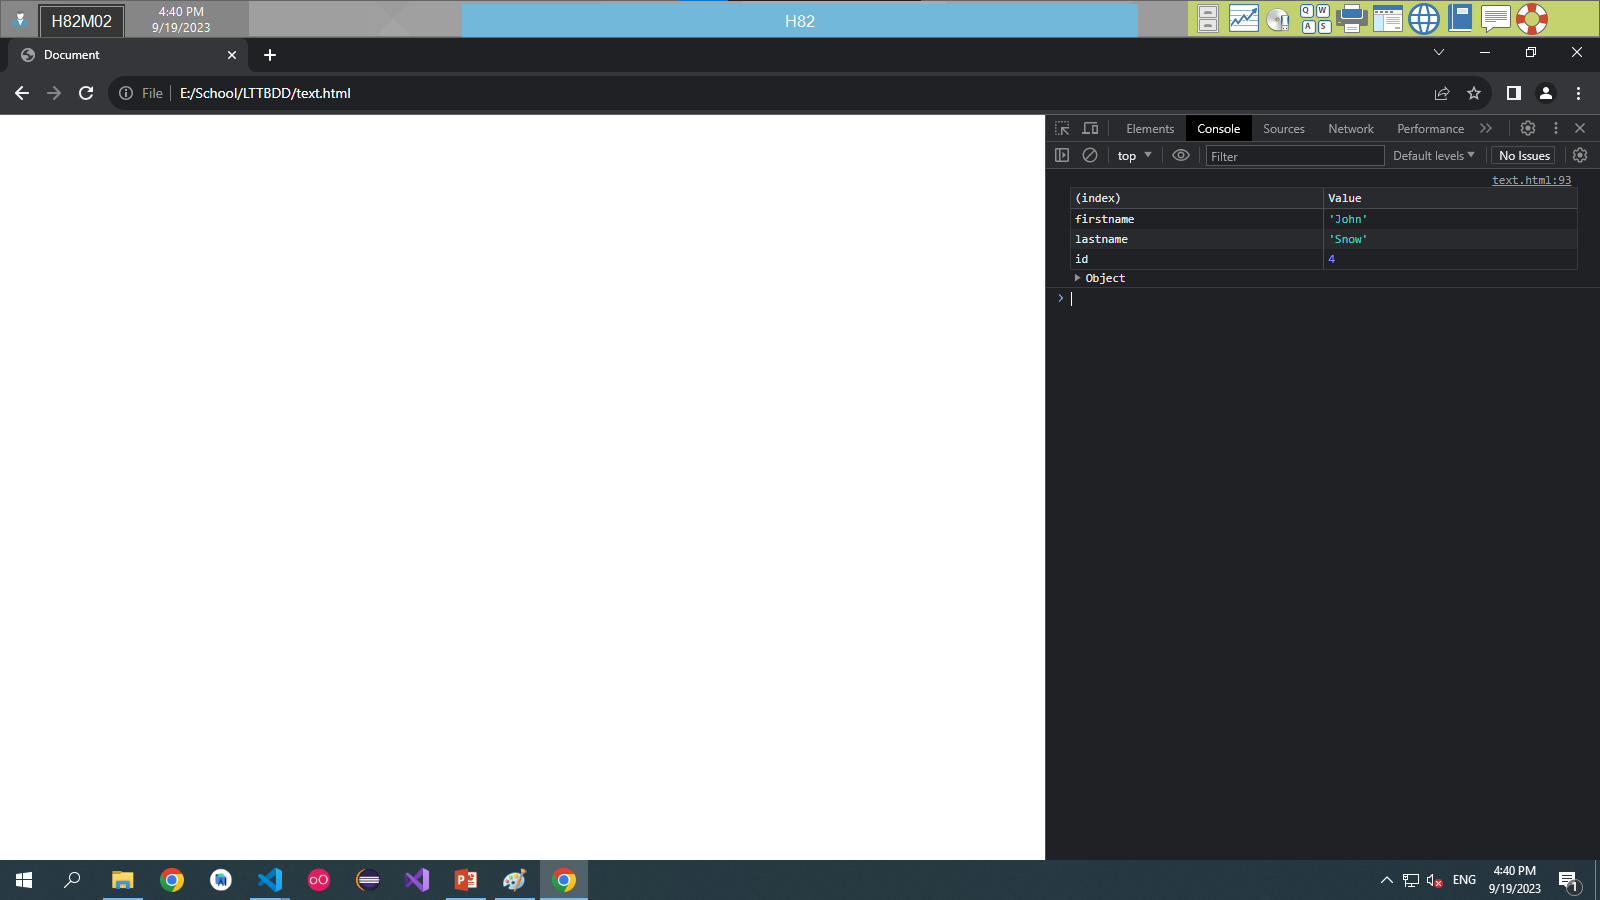 H82M02
4:40 PM
9/19/2023
H82
Q W
A S
Document
File
E:/School/LTTBDD/text.html
Elements Console Sources Network Performance
top Filter Default levels No Issues
text.html:93
(index) Value
firstname 'John'
lastname 'Snow'
id 4
Object
ENG
4:40 PM
9/19/2023
1